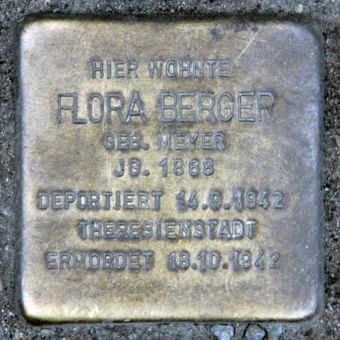 HIER WOHNTE
FLORA BERGER
GEB. MEYER
JG. 1868
DEPORTIERT 14.9.1942
THERESIENSTADT
ERMORDET 18.10.1942